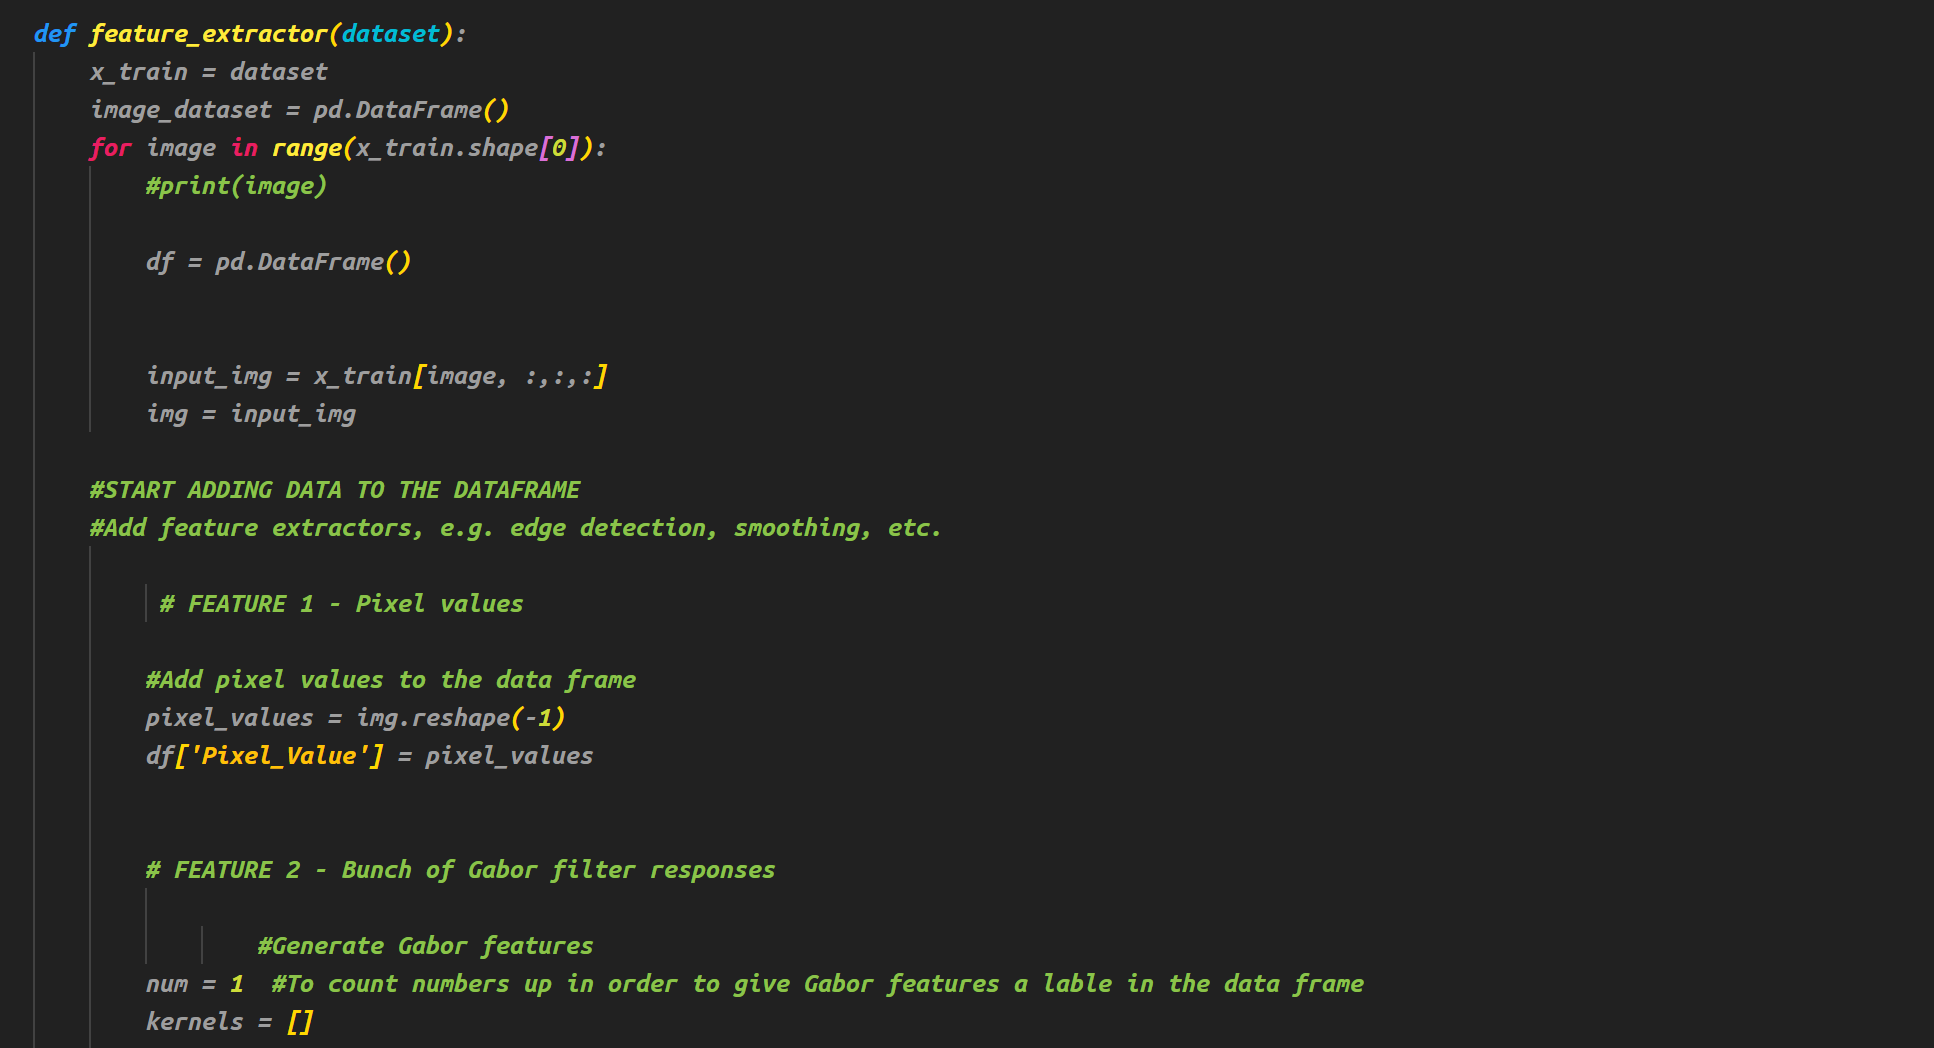 def feature_extractor(dataset):
    x_train = dataset
    image_dataset = pd.DataFrame()
    for image in range(x_train.shape[0]):
        #print(image)
        df = pd.DataFrame()
        input_img = x_train[image, :,:,:]
        img = input_img
    #START ADDING DATA TO THE DATAFRAME
    #Add feature extractors, e.g. edge detection, smoothing, etc.
         # FEATURE 1 - Pixel values
        #Add pixel values to the data frame
        pixel_values = img.reshape(-1)
        df['Pixel_Value'] = pixel_values
        # FEATURE 2 - Bunch of Gabor filter responses
                #Generate Gabor features
        num = 1  #To count numbers up in order to give Gabor features a lable in the data frame
        kernels = []